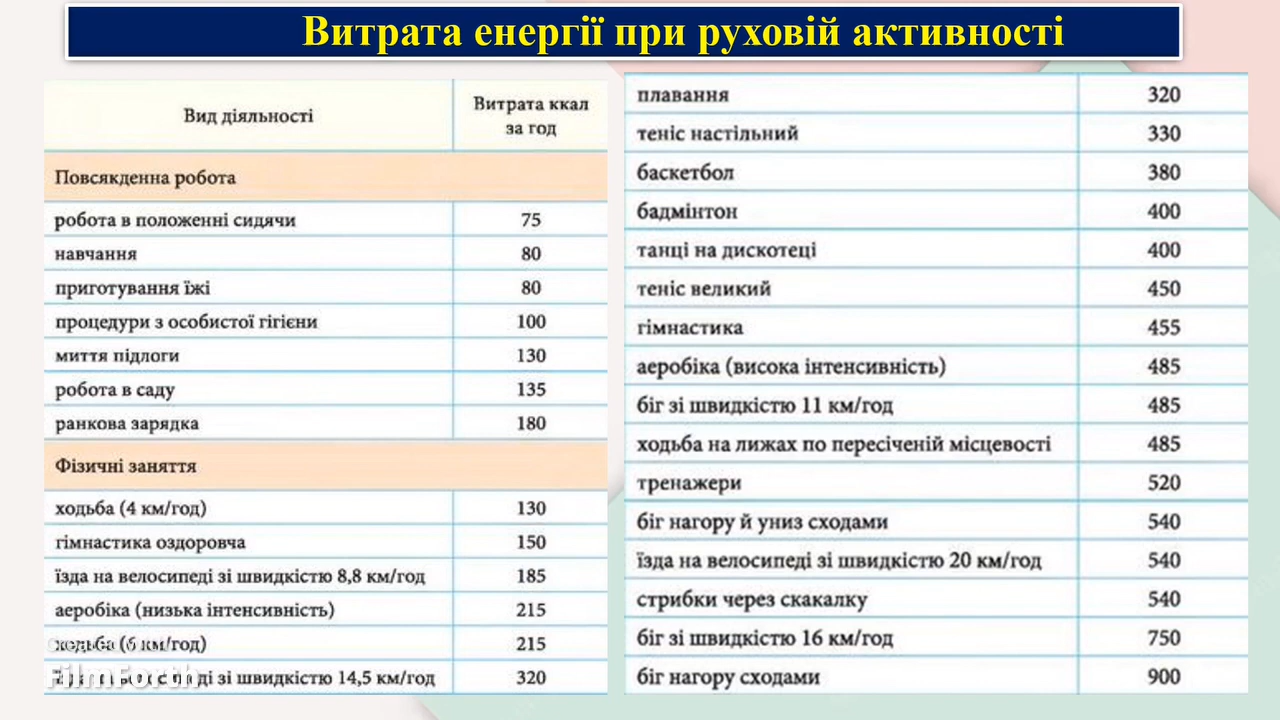 Витрата енергії при руховій активності
Вид діяльності
Витрата ккал
за год
Повсякденна робота
робота в положенні сидячи 75
навчання 80
приготування їжі 80
процедури з особистої гігієни 100
миття підлоги 130
робота в саду 135
ранкова зарядка 180
Фізичні заняття
ходьба (4 км/год) 130
гімнастика оздоровча 150
їзда на велосипеді зі швидкістю 8,8 км/год 185
аеробіка (низька інтенсивність) 215
ходьба (6 км/год) 215
зі швидкістю 14,5 км/год 320
FilmForth
плавання 320
теніс настільний 330
баскетбол 380
бадмінтон 400
танці на дискотеці 400
теніс великий 450
гімнастика 455
аеробіка (висока інтенсивність) 485
біг зі швидкістю 11 км/год 485
ходьба на лижах по пересіченій місцевості 485
тренажери 520
біг нагору й униз сходами 540
їзда на велосипеді зі швидкістю 20 км/год 540
стрибки через скакалку 540
біг зі швидкістю 16 км/год 750
біг нагору сходами 900